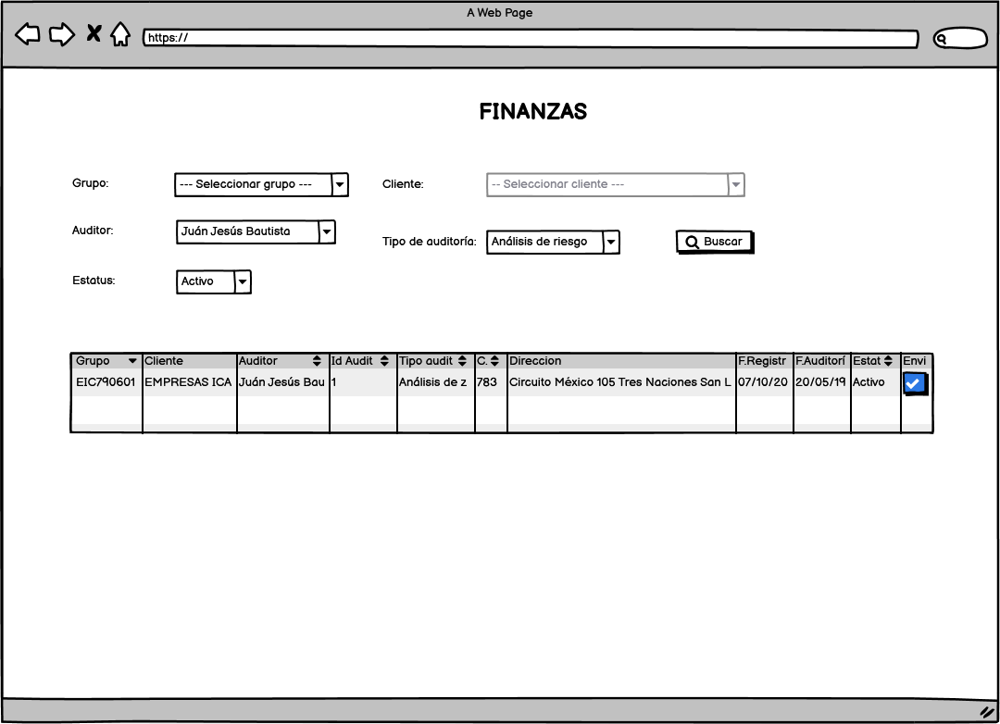 A Web Page
https://
FINANZAS
Grupo: --- Seleccionar grupo --- Cliente: -- Seleccionar cliente ---
Auditor: Juán Jesús Bautista Tipo de auditoría: Análisis de riesgo Buscar
Estatus: Activo
Grupo Cliente Auditor Id Audit Tipo audit C. Direccion F.Registr F.Auditorí Estat Envi
EIC790601 EMPRESAS ICA Juán Jesús Bau 1 Análisis de z 783 Circuito México 105 Tres Naciones San L 07/10/20 20/05/19 Activo